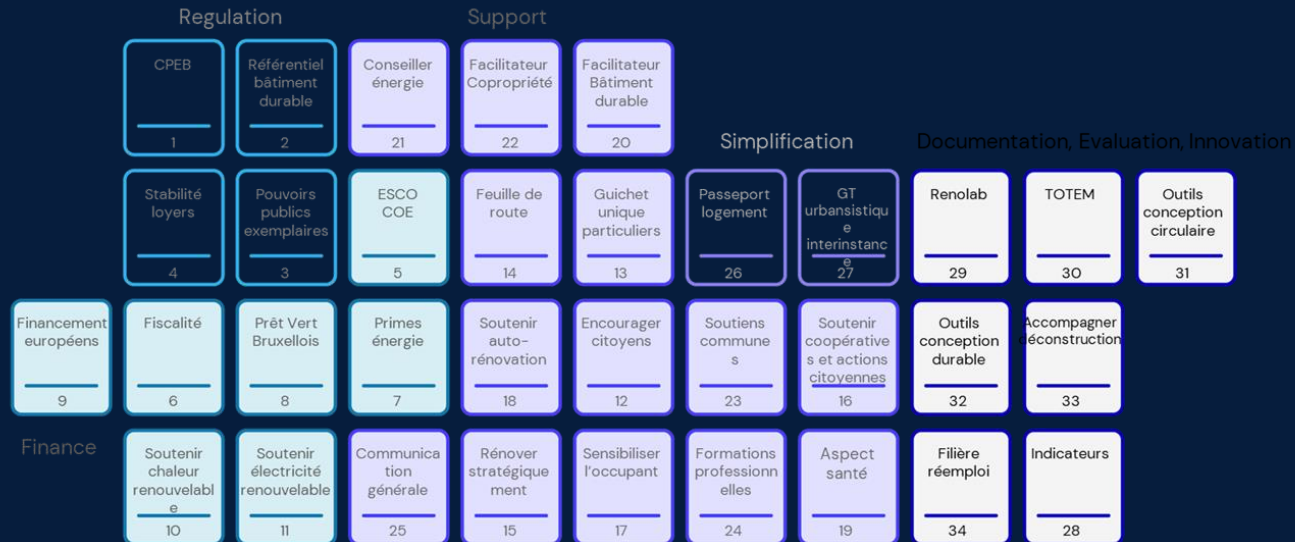 Regulation
Support
CPEB
1
Référentiel
bâtiment
durable
2
Conseiller
énergie
21
Facilitateur
Copropriété
22
Facilitateur
Bâtiment
durable
20
Simplification
Documentation, Evaluation, Innovation
Stabilité
loyers
4
Pouvoirs
publics
exemplaires
3
ESCO
COE
5
Feuille de
route
14
Guichet
unique
particuliers
13
Passeport
logement
26
GT
urbansistiqu
e
interinstanc
e
27
Renolab
29
TOTEM
30
Outils
conception
circulaire
31
Financement
européens
9
Fiscalité
6
Prêt Vert
Bruxellois
8
Primes
énergie
7
Soutenir
auto-
rénovation
18
Encourager
citoyens
12
Soutiens
commune
s
23
Soutenir
coopérative
s et actions
citoyennes
16
Outils
conception
durable
32
Accompagner
déconstruction
33
Finance
Soutenir
chaleur
renouvelabl
e
10
Soutenir
électricité
renouvelable
11
Communica
tion
générale
25
Rénover
stratégique
ment
15
Sensibiliser
l'occupant
17
Formations
professionn
elles
24
Aspect
santé
19
Filière
réemploi
34
Indicateurs
28